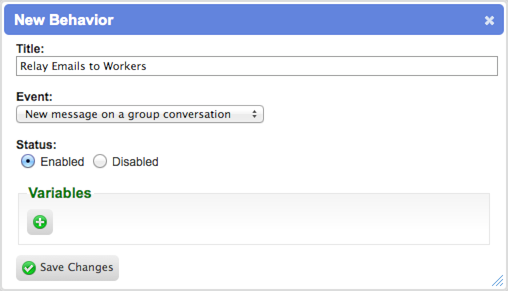 New Behavior
Title:
Relay Emails to Workers
Event:
New message on a group conversation
Status:
Enabled Disabled
Variables
Save Changes